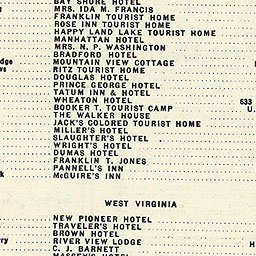 BAY SHORE HOTEL
MRS. IDA M. FRANCIS
FRANKLIN TOURIST HOME
ROSE INN TOURIST HOME
HAPPY LAND LAKE TOURIST HOME
MANHATTAN HOTEL
MRS. N. P. WASHINGTON
BRADFORD HOTEL
MOUNTAIN VIEW COTTAGE
RITZ TOURIST HOME
DOUGLAS HOTEL
PRINCE GEORGE HOTEL
TATUM INN & HOTEL
WHEATON HOTEL 633
BOOKER T. TOURIST CAMP U.
THE WALKER HOUSE
JACK'S COLORED TOURIST HOME
MILLER'S HOTEL
SLAUGHTER'S HOTEL
WRIGHT'S HOTEL
DUMAS HOTEL
FRANKLIN T. JONES
PANNELL'S INN
McGUIRE'S INN
WEST VIRGINIA
NEW PIONEER HOTEL
TRAVELER'S HOTEL
BROWN HOTEL
RIVER VIEW LODGE
C. J. BARNETT
MASSEY'S HOTEL